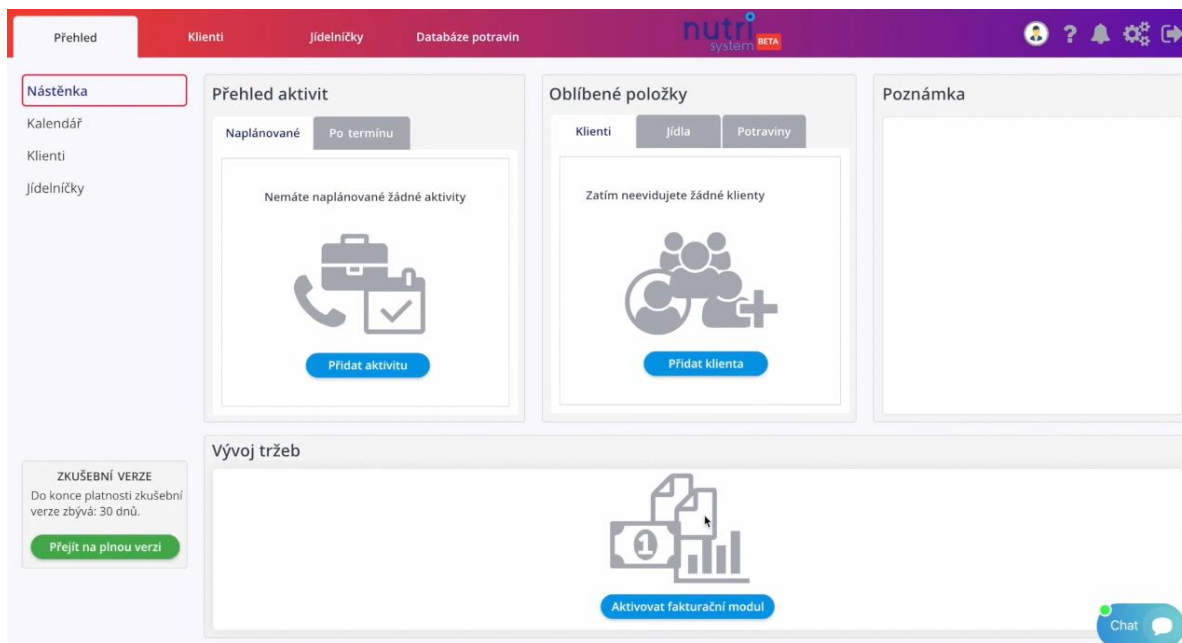 Přehled
Klienti
Jídelníčky
Databáze potravin
nutri
system BETA
?
Nástěnka
Kalendář
Klienti
Jídelníčky
Přehled aktivit
Naplánované
Po termínu
Nemáte naplánované žádné aktivity
Přidat aktivitu
Oblíbené položky
Klienti
Jídla
Potraviny
Zatím neevidujete žádné klienty
Přidat klienta
Poznámka
Vývoj tržeb
1
Aktivovat fakturační modul
ZKUŠEBNÍ VERZE
Do konce platnosti zkušební
verze zbývá: 30 dnů.
Přejít na plnou verzi
Chat